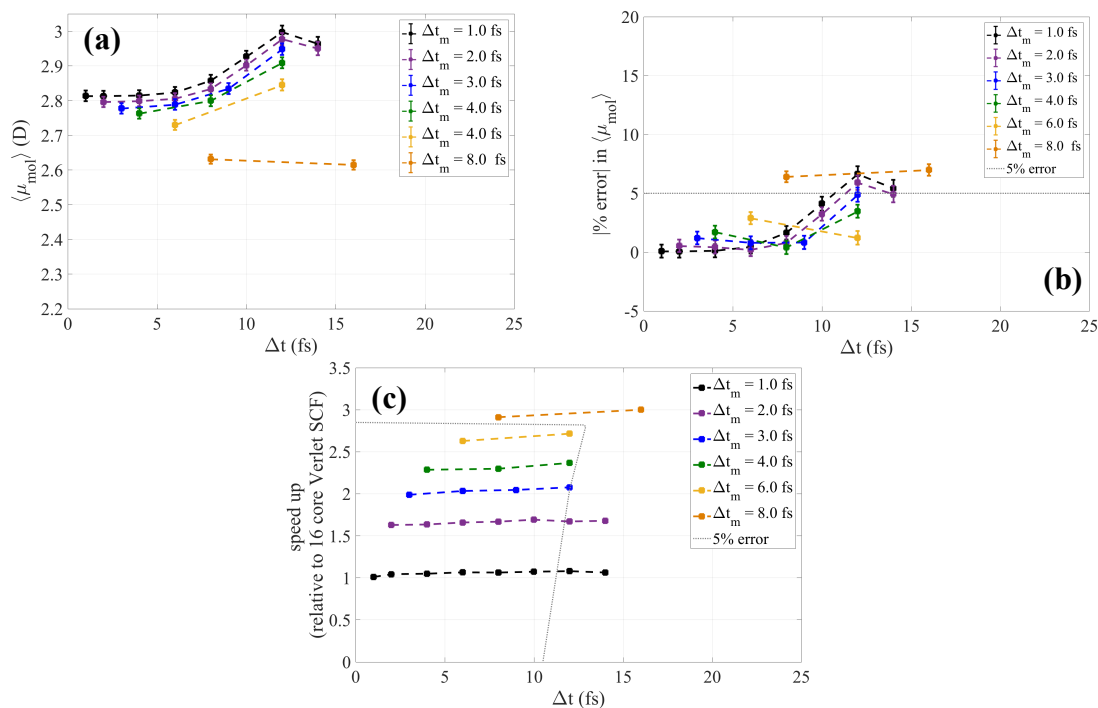 (a)
⟨μmol⟩ (D)
3
2.9
2.8
2.7
2.6
2.5
2.4
2.3
2.2
0 5 10 15 20 25
Δt (fs)
Δtm = 1.0 fs
Δtm = 2.0 fs
Δtm = 3.0 fs
Δtm = 4.0 fs
Δtm = 4.0 fs
Δtm = 8.0 fs
(b)
|% error| in ⟨μmol⟩
20
15
10
5
0
-5
0 5 10 15 20 25
Δt (fs)
Δtm = 1.0 fs
Δtm = 2.0 fs
Δtm = 3.0 fs
Δtm = 4.0 fs
Δtm = 6.0 fs
Δtm = 8.0 fs
5% error
(c)
speed up
(relative to 16 core Verlet SCF)
3.5
3
2.5
2
1.5
1
0.5
0
0 5 10 15 20 25
Δt (fs)
Δtm = 1.0 fs
Δtm = 2.0 fs
Δtm = 3.0 fs
Δtm = 4.0 fs
Δtm = 6.0 fs
Δtm = 8.0 fs
5% error